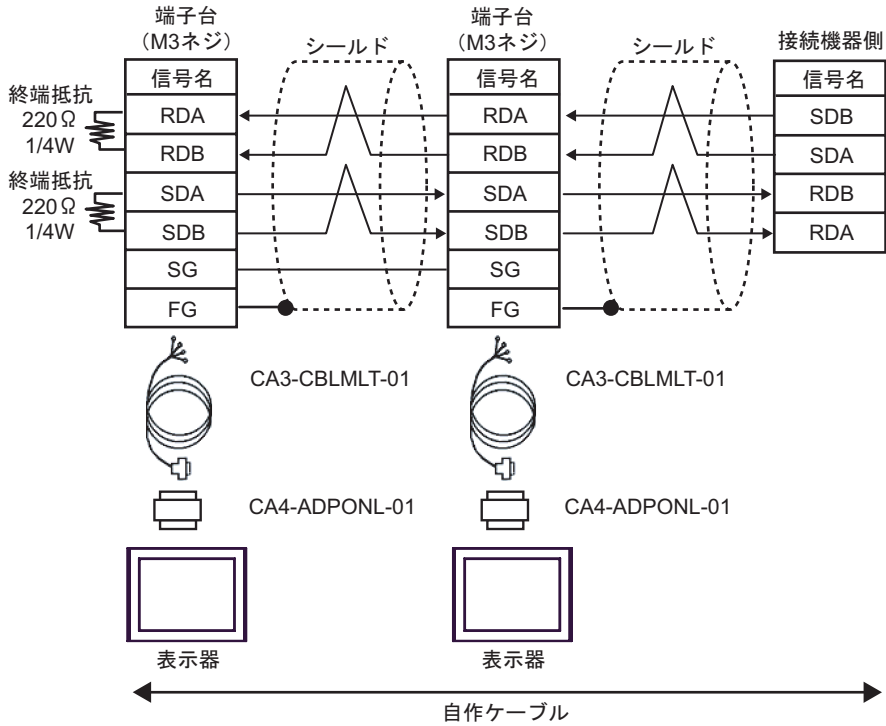 端子台
（M3ネジ）
シールド
端子台
（M3ネジ）
シールド
接続機器側
終端抵抗
220Ω
1/4W
終端抵抗
220Ω
1/4W
信号名
RDA
RDB
SDA
SDB
SG
FG
信号名
RDA
RDB
SDA
SDB
SG
FG
信号名
SDB
SDA
RDB
RDA
CA3-CBLMLT-01
CA3-CBLMLT-01
CA4-ADPONL-01
CA4-ADPONL-01
表示器
表示器
自作ケーブル